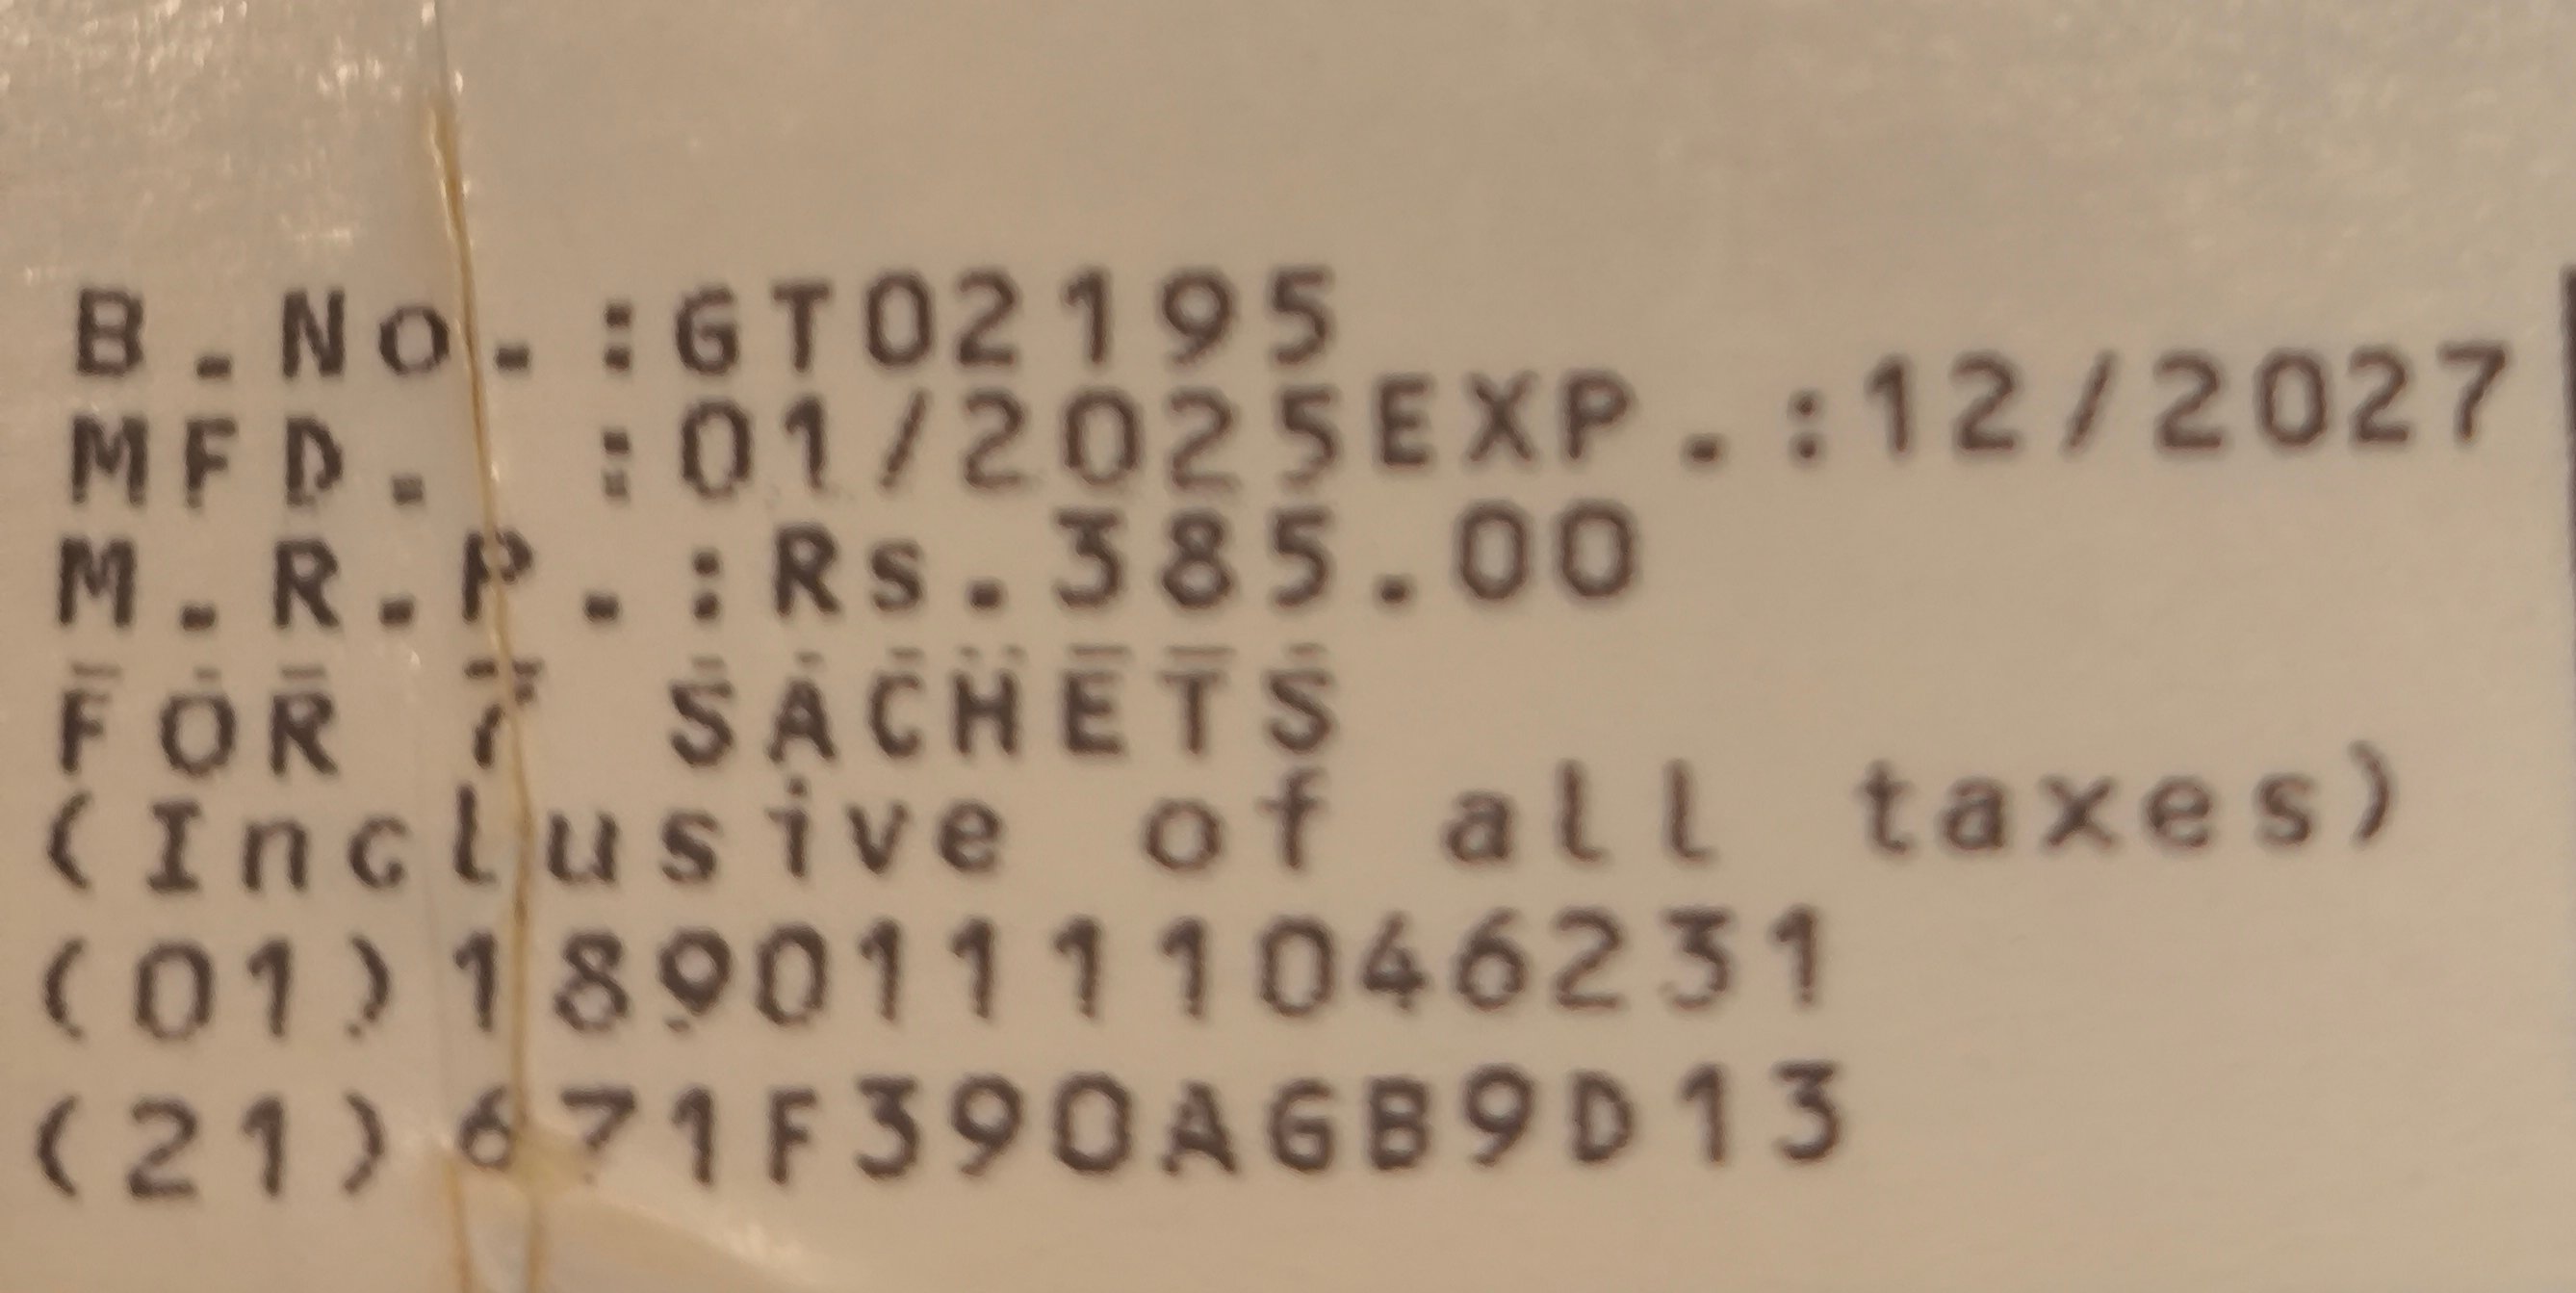 B.No.:GT02195
MFD. :01/2025EXP.:12/2027
M.R.P.:Rs.385.00
FOR 7 SACHETS
(Inclusive of all taxes)
(01)18901111046231
(21)671F390AGB9D13